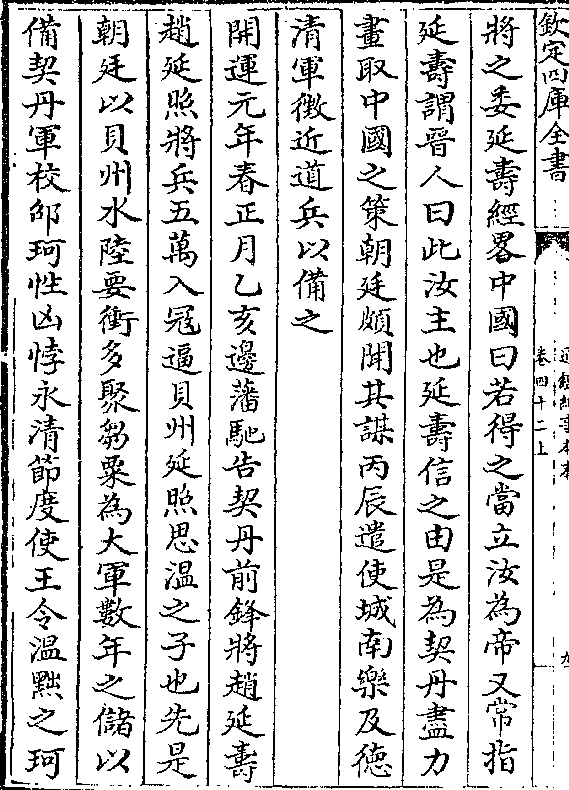 欽定四庫全書
通鑑紀事本末
卷四十二上
九
將之委延壽經畧中國曰若得之當立汝為帝又常指
延壽謂晉人曰此汝主也延壽信之由是為契丹盡力
畫取中國之策朝廷頗聞其謀丙辰遣使城南樂及德
清軍徴近道兵以備之
開運元年春正月乙亥邊藩馳告契丹前鋒將趙延壽
趙延照將兵五萬入冦逼貝州延照思溫之子也先是
朝廷以貝州水陸要衝多聚芻粟為大軍數年之儲以
備契丹軍校邵珂性凶悖永清節度使王令溫黜之珂